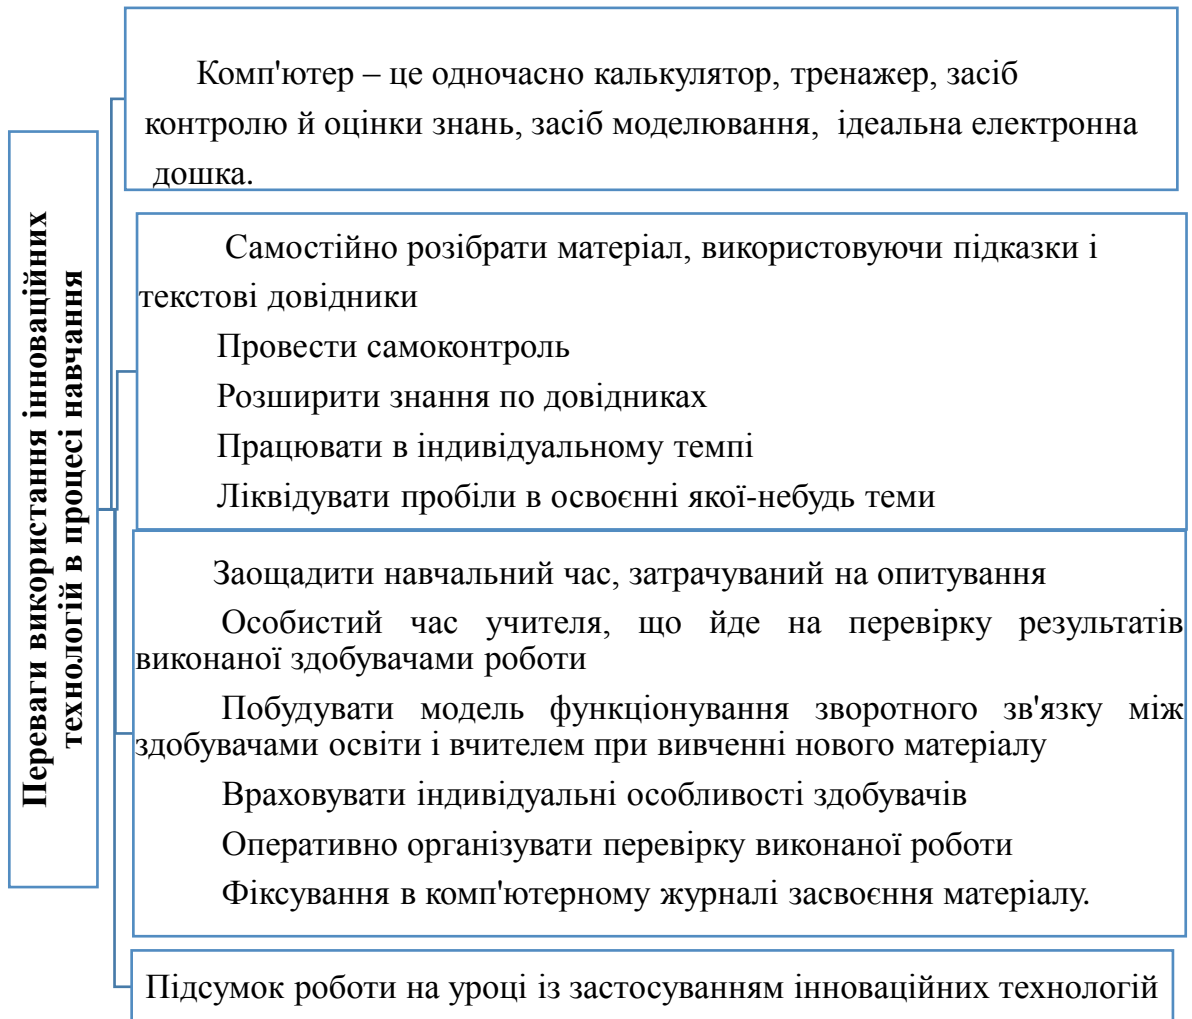 Переваги використання інноваційних
технологій в процесі навчання
Комп'ютер – це одночасно калькулятор, тренажер, засіб
контролю й оцінки знань, засіб моделювання, ідеальна електронна
дошка.
Самостійно розібрати матеріал, використовуючи підказки і
текстові довідники
Провести самоконтроль
Розширити знання по довідниках
Працювати в індивідуальному темпі
Ліквідувати пробіли в освоєнні якої-небудь теми
Заощадити навчальний час, затрачуваний на опитування
Особистий час учителя, що йде на перевірку результатів
виконаної здобувачами роботи
Побудувати модель функціонування зворотного зв'язку між
здобувачами освіти і вчителем при вивченні нового матеріалу
Враховувати індивідуальні особливості здобувачів
Оперативно організувати перевірку виконаної роботи
Фіксування в комп'ютерному журналі засвоєння матеріалу.
Підсумок роботи на уроці із застосуванням інноваційних технологій